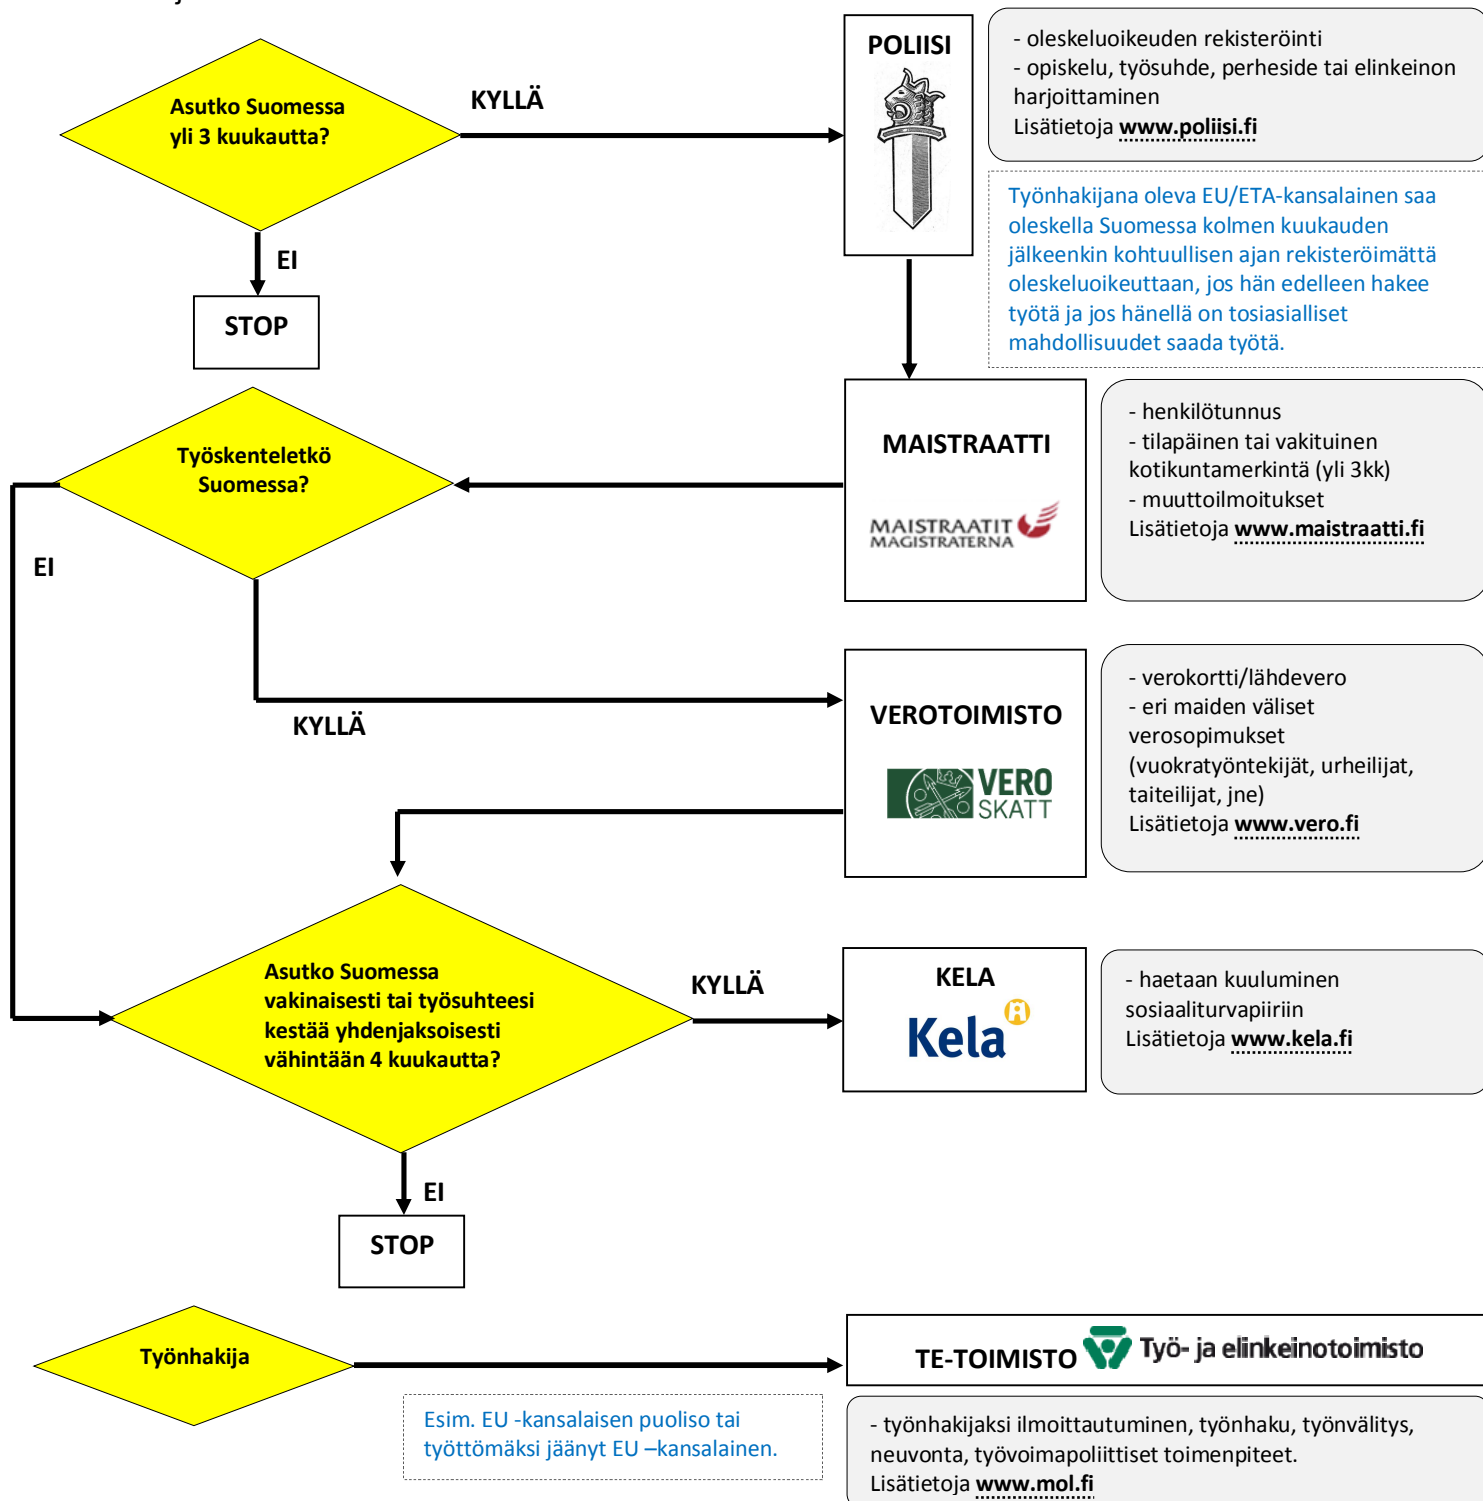 Asutko Suomessa
yli 3 kuukautta?
KYLLÄ
POLIISI
- oleskeluoikeuden rekisteröinti
- opiskelu, työsuhde, perheside tai elinkeinon
harjoittaminen
Lisätietoja www.poliisi.fi
Työnhakijana oleva EU/ETA-kansalainen saa
oleskella Suomessa kolmen kuukauden
jälkeenkin kohtuullisen ajan rekisteröimättä
oleskeluoikeuttaan, jos hän edelleen hakee
työtä ja jos hänellä on tosiasialliset
mahdollisuudet saada työtä.
EI
STOP
Työskenteletkö
Suomessa?
MAISTRAATTI
MAISTRAATIT
MAGISTRATERNA
- henkilötunnus
- tilapäinen tai vakituinen
kotikuntamerkintä (yli 3kk)
- muuttoilmoitukset
Lisätietoja www.maistraatti.fi
EI
KYLLÄ
VEROTOIMISTO
VERO
SKATT
- verokortti/lähdevero
- eri maiden väliset
verosopimukset
(vuokratyöntekijät, urheilijat,
taiteilijat, jne)
Lisätietoja www.vero.fi
Asutko Suomessa
vakinaisesti tai työsuhteesi
kestää yhdenjaksoisesti
vähintään 4 kuukautta?
KYLLÄ
KELA
Kela
- haetaan kuuluminen
sosiaaliturvapiiriin
Lisätietoja www.kela.fi
EI
STOP
Työnhakija
TE-TOIMISTO Työ- ja elinkeinotoimisto
Esim. EU -kansalaisen puoliso tai
työttömäksi jäänyt EU –kansalainen.
- työnhakijaksi ilmoittautuminen, työnhaku, työnvälitys,
neuvonta, työvoimapoliittiset toimenpiteet.
Lisätietoja www.mol.fi